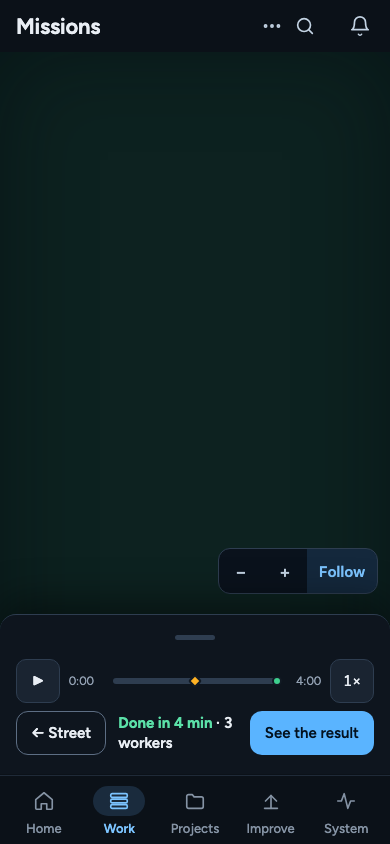 Missions
− + Follow
0:00 4:00 1×
← Street
Done in 4 min · 3
workers
See the result
Home Work Projects Improve System